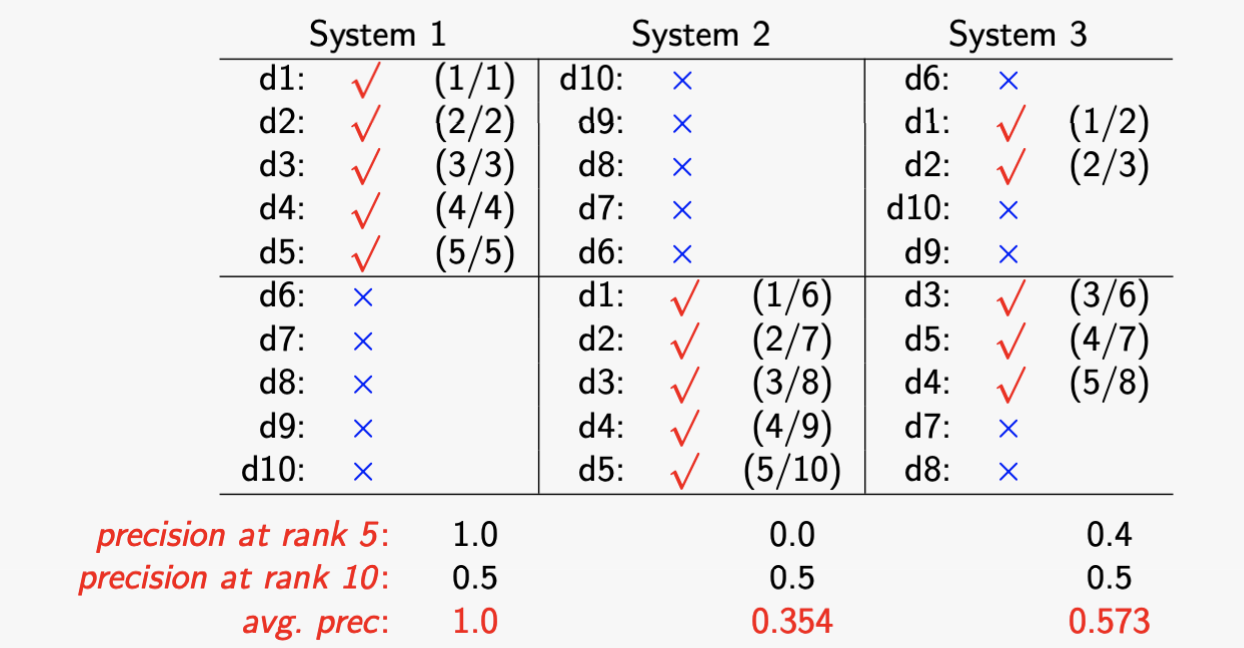 System 1 System 2 System 3
d1: ✓ (1/1) d10: × d6: ×
d2: ✓ (2/2) d9: × d1: ✓ (1/2)
d3: ✓ (3/3) d8: × d2: ✓ (2/3)
d4: ✓ (4/4) d7: × d10: ×
d5: ✓ (5/5) d6: × d9: ×
d6: × d1: ✓ (1/6) d3: ✓ (3/6)
d7: × d2: ✓ (2/7) d5: ✓ (4/7)
d8: × d3: ✓ (3/8) d4: ✓ (5/8)
d9: × d4: ✓ (4/9) d7: ×
d10: × d5: ✓ (5/10) d8: ×
precision at rank 5: 1.0 0.0 0.4
precision at rank 10: 0.5 0.5 0.5
avg. prec: 1.0 0.354 0.573